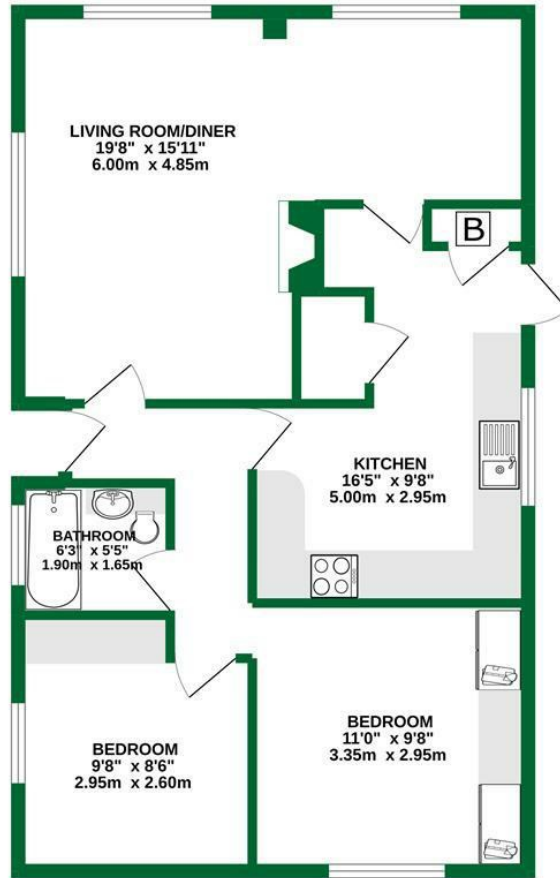 LIVING ROOM/DINER
19'8" x 15'11"
6.00m x 4.85m
B
KITCHEN
16'5" x 9'8"
5.00m x 2.95m
BATHROOM
6'3" x 5'5"
1.90m x 1.65m
BEDROOM
9'8" x 8'6"
2.95m x 2.60m
BEDROOM
11'0" x 9'8"
3.35m x 2.95m